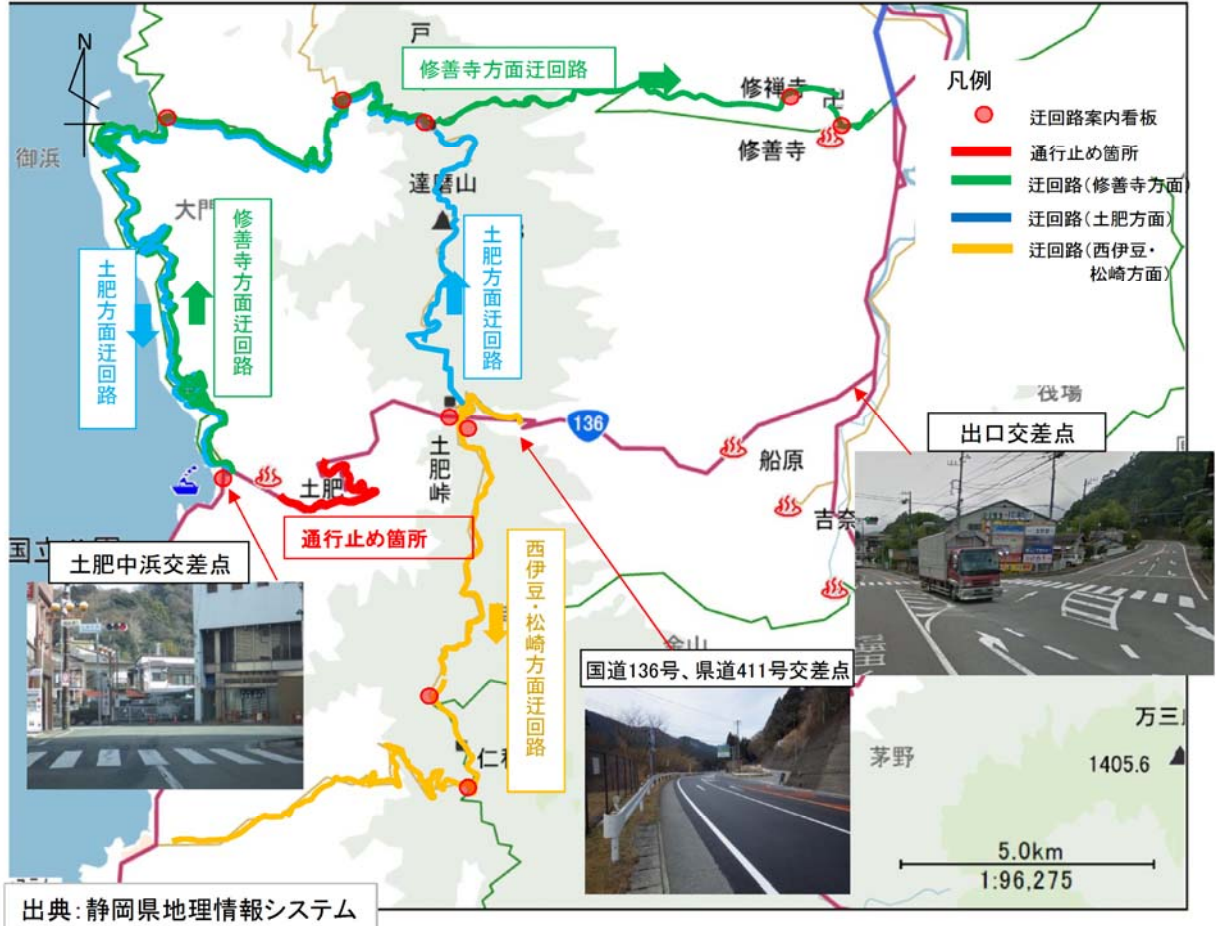 N
戸
修善寺方面迂回路
修禅寺
修善寺
凡例
迂回路案内看板
通行止め箇所
迂回路(修善寺方面)
迂回路(土肥方面)
迂回路(西伊豆・
松崎方面)
御浜
大門
達磨山
土肥方面迂回路
修善寺方面迂回路
土肥方面迂回路
136
筏場
出口交差点
土肥
土肥峠
船原
吉奈
通行止め箇所
土肥中浜交差点
西伊豆・松崎方面迂回路
国道136号、県道411号交差点
万三
茅野
1405.6
5.0km
1:96,275
出典:静岡県地理情報システム